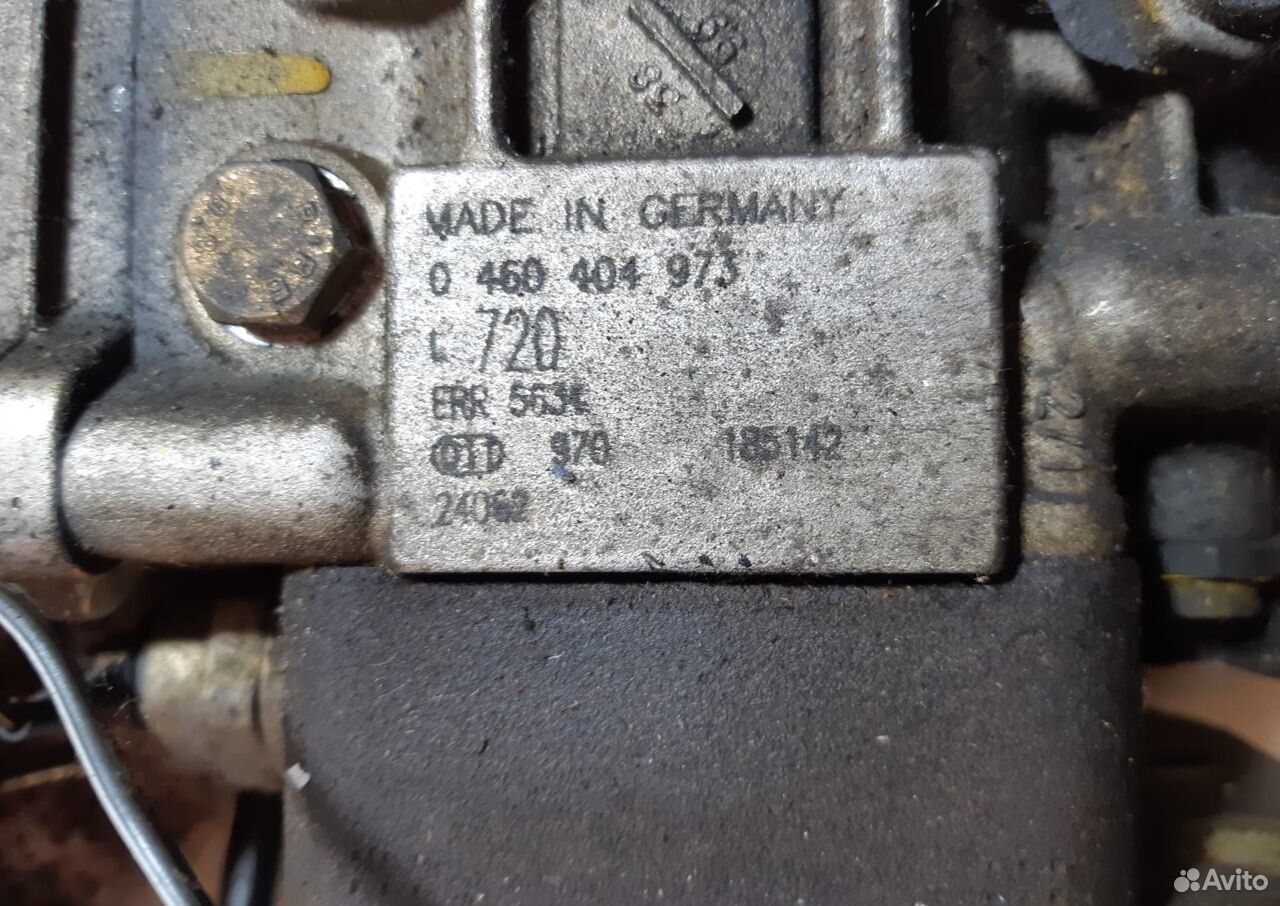 MADE IN GERMANY
0 460 404 973
720
ERR 5634
970 185142
24062
Avito